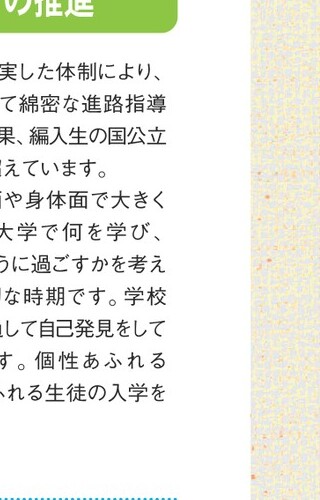 の推進
実した体制により、
て綿密な進路指導
果、編入生の国公立
えています。
や身体面で大きく
大学で何を学び、
うに過ごすかを考え
な時期です。学校
して自己発見をして
す。個性あふれる
ふれる生徒の入学を